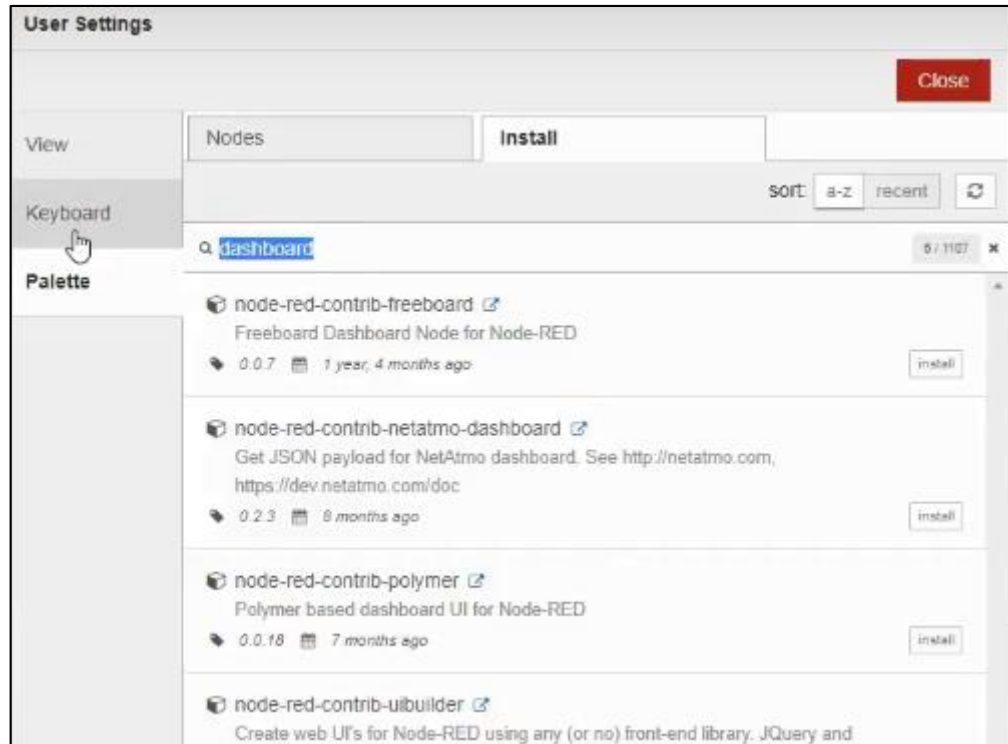 User Settings
Close
View
Nodes
Install
sort: a-z recent
Keyboard
dashboard
6 / 1107
Palette
node-red-contrib-freeboard
Freeboard Dashboard Node for Node-RED
0.0.7 1 year, 4 months ago
install
node-red-contrib-netatmo-dashboard
Get JSON payload for NetAtmo dashboard. See http://netatmo.com,
https://dev.netatmo.com/doc
0.2.3 8 months ago
install
node-red-contrib-polymer
Polymer based dashboard UI for Node-RED
0.0.18 7 months ago
install
node-red-contrib-uibuilder
Create web UI's for Node-RED using any (or no) front-end library. JQuery and